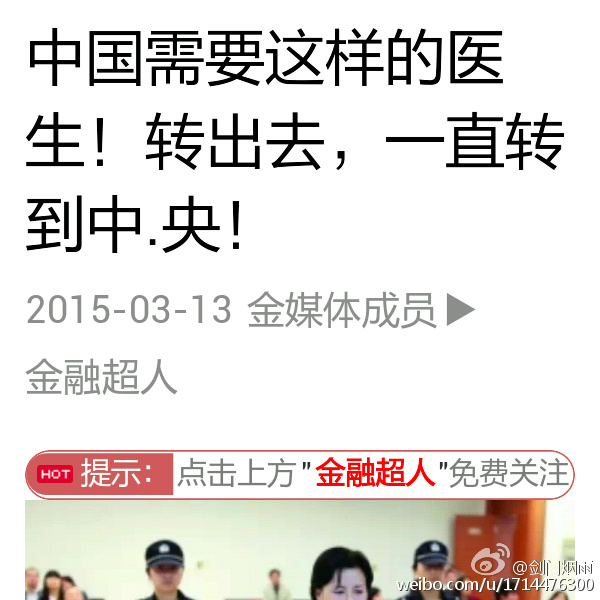 中国需要这样的医
生！转出去，一直转
到中.央！
2015-03-13 金媒体成员▶
金融超人
HOT 提示： 点击上方"金融超人"免费关注
@剑门烟雨
weibo.com/u/1714476300